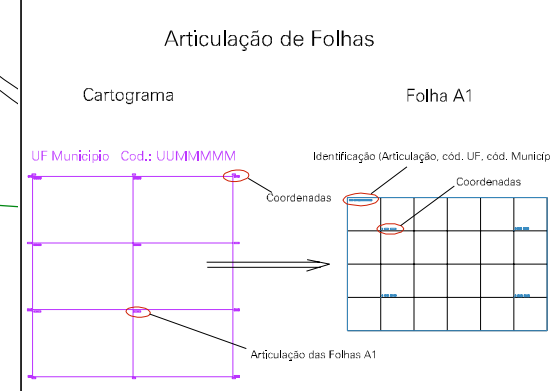 Articulação de Folhas
Cartograma
Folha A1
UF Municipio Cod.: UUMMMMM
Identificação (Articulação, cód. UF, cód. Municíp
Coordenadas
Coordenadas
Articulação das Folhas A1